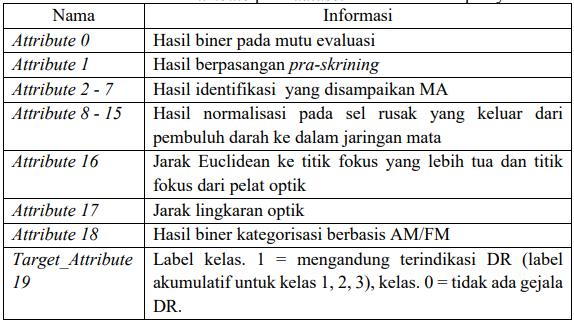 Nama Informasi
Attribute 0 Hasil biner pada mutu evaluasi
Attribute 1 Hasil berpasangan pra-skrining
Attribute 2 - 7 Hasil identifikasi yang disampaikan MA
Attribute 8 - 15 Hasil normalisasi pada sel rusak yang keluar dari
pembuluh darah ke dalam jaringan mata
Attribute 16 Jarak Euclidean ke titik fokus yang lebih tua dan titik
fokus dari pelat optik
Attribute 17 Jarak lingkaran optik
Attribute 18 Hasil biner kategorisasi berbasis AM/FM
Target_Attribute Label kelas. 1 = mengandung terindikasi DR (label
19 akumulatif untuk kelas 1, 2, 3), kelas. 0 = tidak ada gejala
DR.